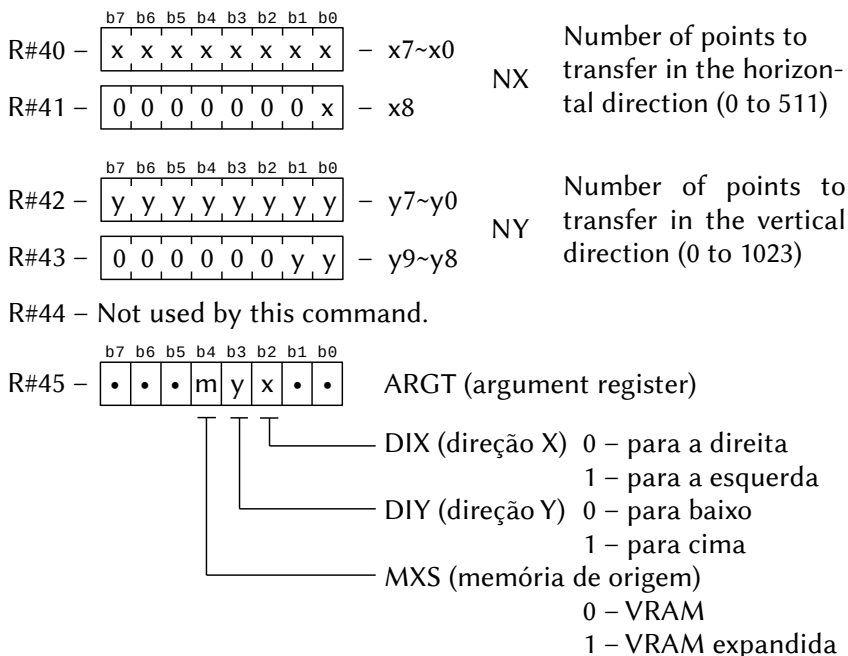 b7 b6 b5 b4 b3 b2 b1 b0
R#40 – x x x x x x x x – x7~x0
R#41 – 0 0 0 0 0 0 0 x – x8
NX
Number of points to
transfer in the horizon-
tal direction (0 to 511)
b7 b6 b5 b4 b3 b2 b1 b0
R#42 – y y y y y y y y – y7~y0
R#43 – 0 0 0 0 0 0 y y – y9~y8
NY
Number of points to
transfer in the vertical
direction (0 to 1023)
R#44 – Not used by this command.
b7 b6 b5 b4 b3 b2 b1 b0
R#45 – • • • m y x • • ARGT (argument register)
DIX (direção X) 0 – para a direita
1 – para a esquerda
DIY (direção Y) 0 – para baixo
1 – para cima
MXS (memória de origem)
0 – VRAM
1 – VRAM expandida